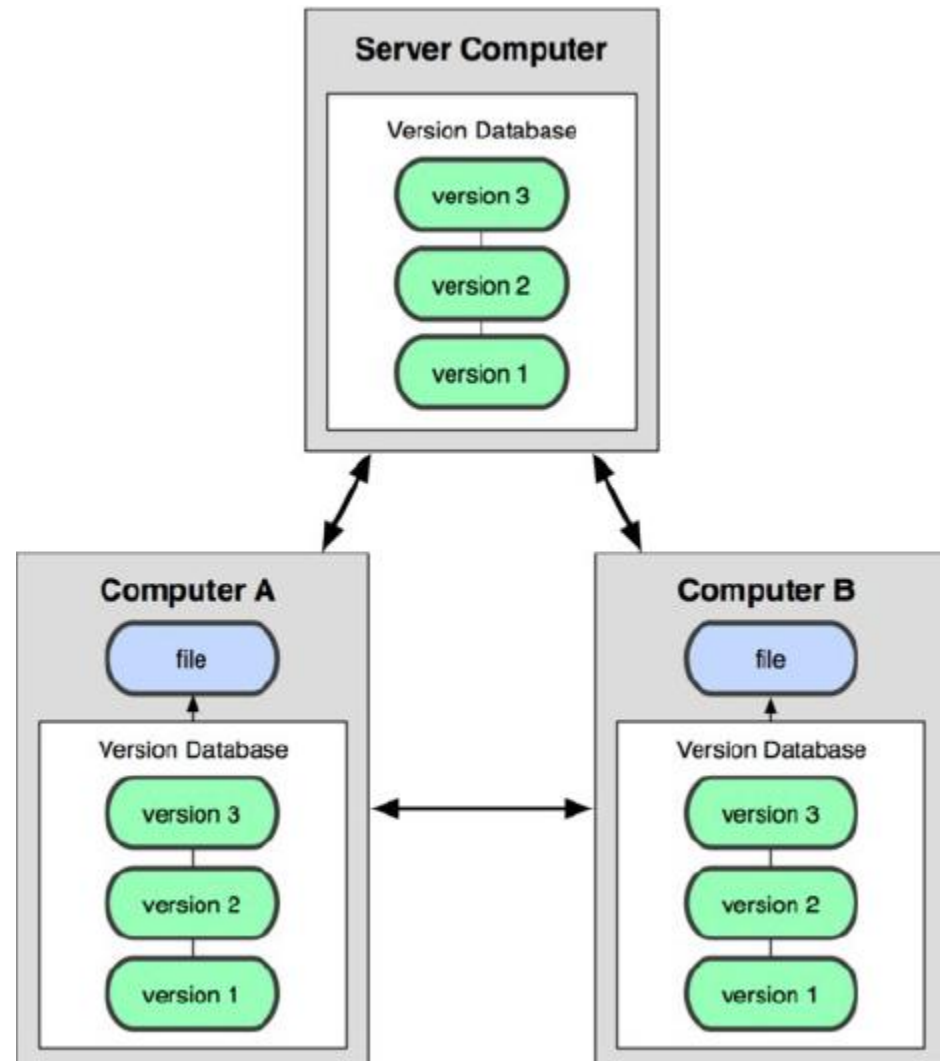 Server Computer
Version Database
version 3
version 2
version 1
Computer A
file
Version Database
version 3
version 2
version 1
Computer B
file
Version Database
version 3
version 2
version 1